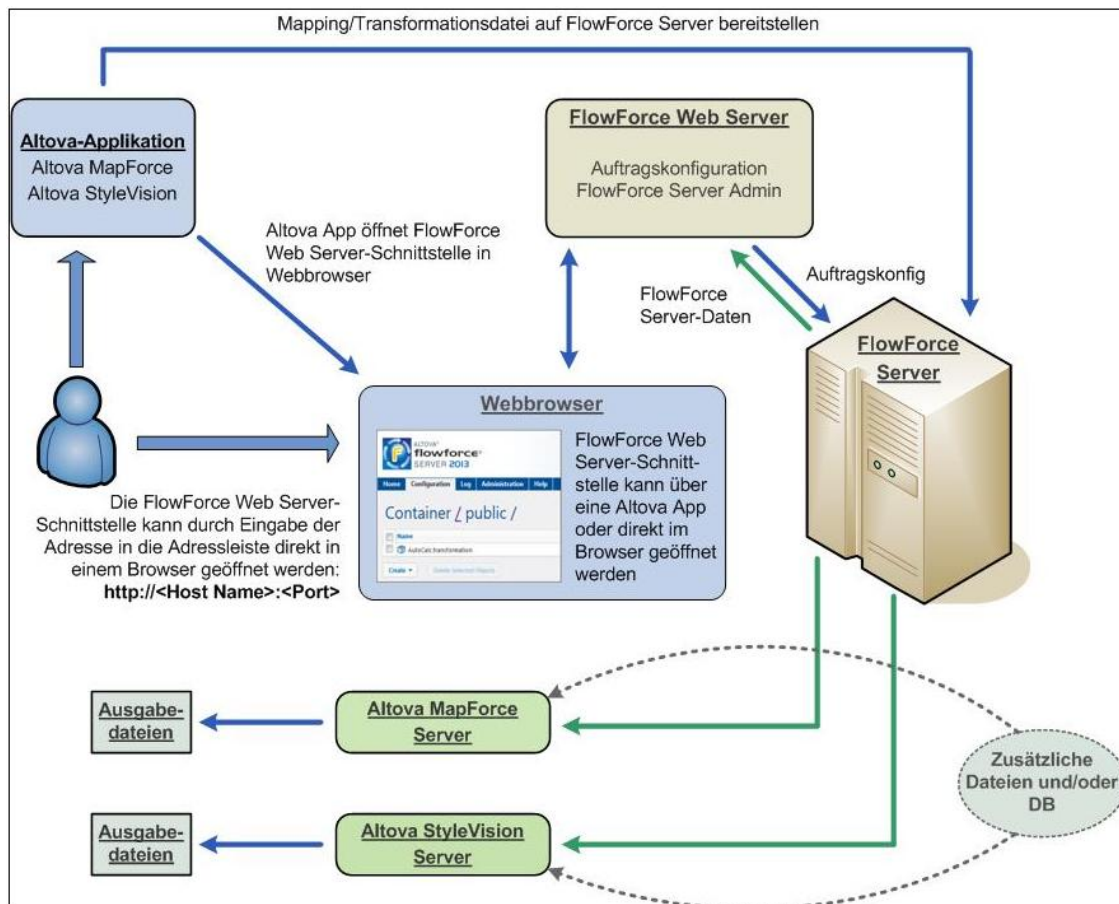 Mapping/Transformationsdatei auf FlowForce Server bereitstellen
Altova-Applikation
Altova MapForce
Altova StyleVision
FlowForce Web Server
Auftragskonfiguration
FlowForce Server Admin
Altova App öffnet FlowForce
Web Server-Schnittstelle in
Webbrowser
Auftragskonfig
FlowForce
Server-Daten
FlowForce
Server
Webbrowser
ALTOVA®
flowforce®
SERVER 2013
Home Configuration Log Administration Help
Container / public /
Name
AutoCalc.transformation
Create
Delete Selected Objects
FlowForce Web
Server-Schnitt-
stelle kann über
eine Altova App
oder direkt im
Browser geöffnet
werden
Die FlowForce Web Server-
Schnittstelle kann durch Eingabe der
Adresse in die Adressleiste direkt in
einem Browser geöffnet werden:
http://<Host Name>:<Port>
Ausgabe-
dateien
Altova MapForce
Server
Zusätzliche
Dateien und/oder
DB
Ausgabe-
dateien
Altova StyleVision
Server